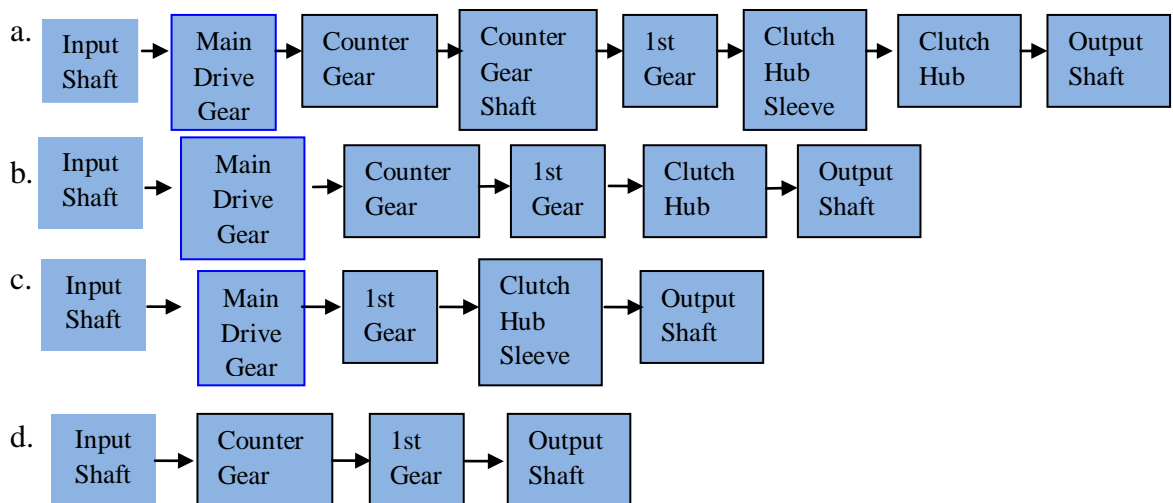 a.
Input
Shaft
Main
Drive
Gear
Counter
Gear
Counter
Gear
Shaft
1st
Gear
Clutch
Hub
Sleeve
Clutch
Hub
Output
Shaft
b.
Input
Shaft
Main
Drive
Gear
Counter
Gear
1st
Gear
Clutch
Hub
Output
Shaft
c.
Input
Shaft
Main
Drive
Gear
1st
Gear
Clutch
Hub
Sleeve
Output
Shaft
d.
Input
Shaft
Counter
Gear
1st
Gear
Output
Shaft